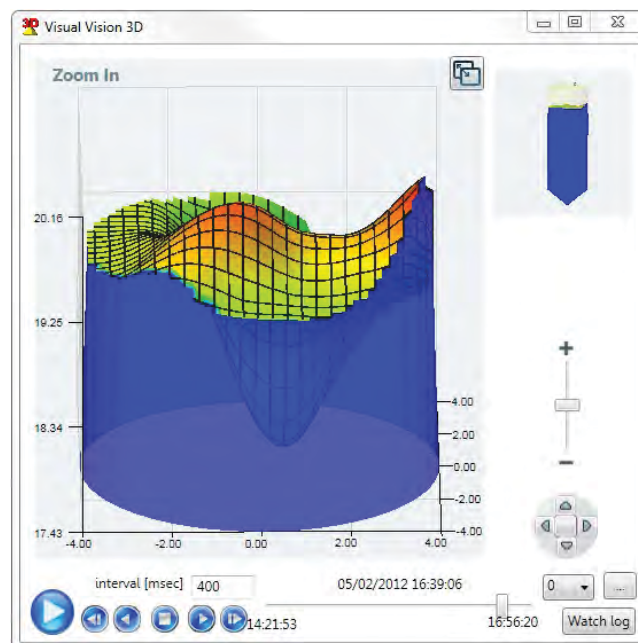 3D Visual Vision 3D
Zoom In
20.16
19.25
18.34
17.43
-4.00 -2.00 0.00 2.00 4.00
4.00
2.00
0.00
-2.00
-4.00
+
−
interval [msec] 400 05/02/2012 16:39:06 0 ...
14:21:53 16:56:20 Watch log